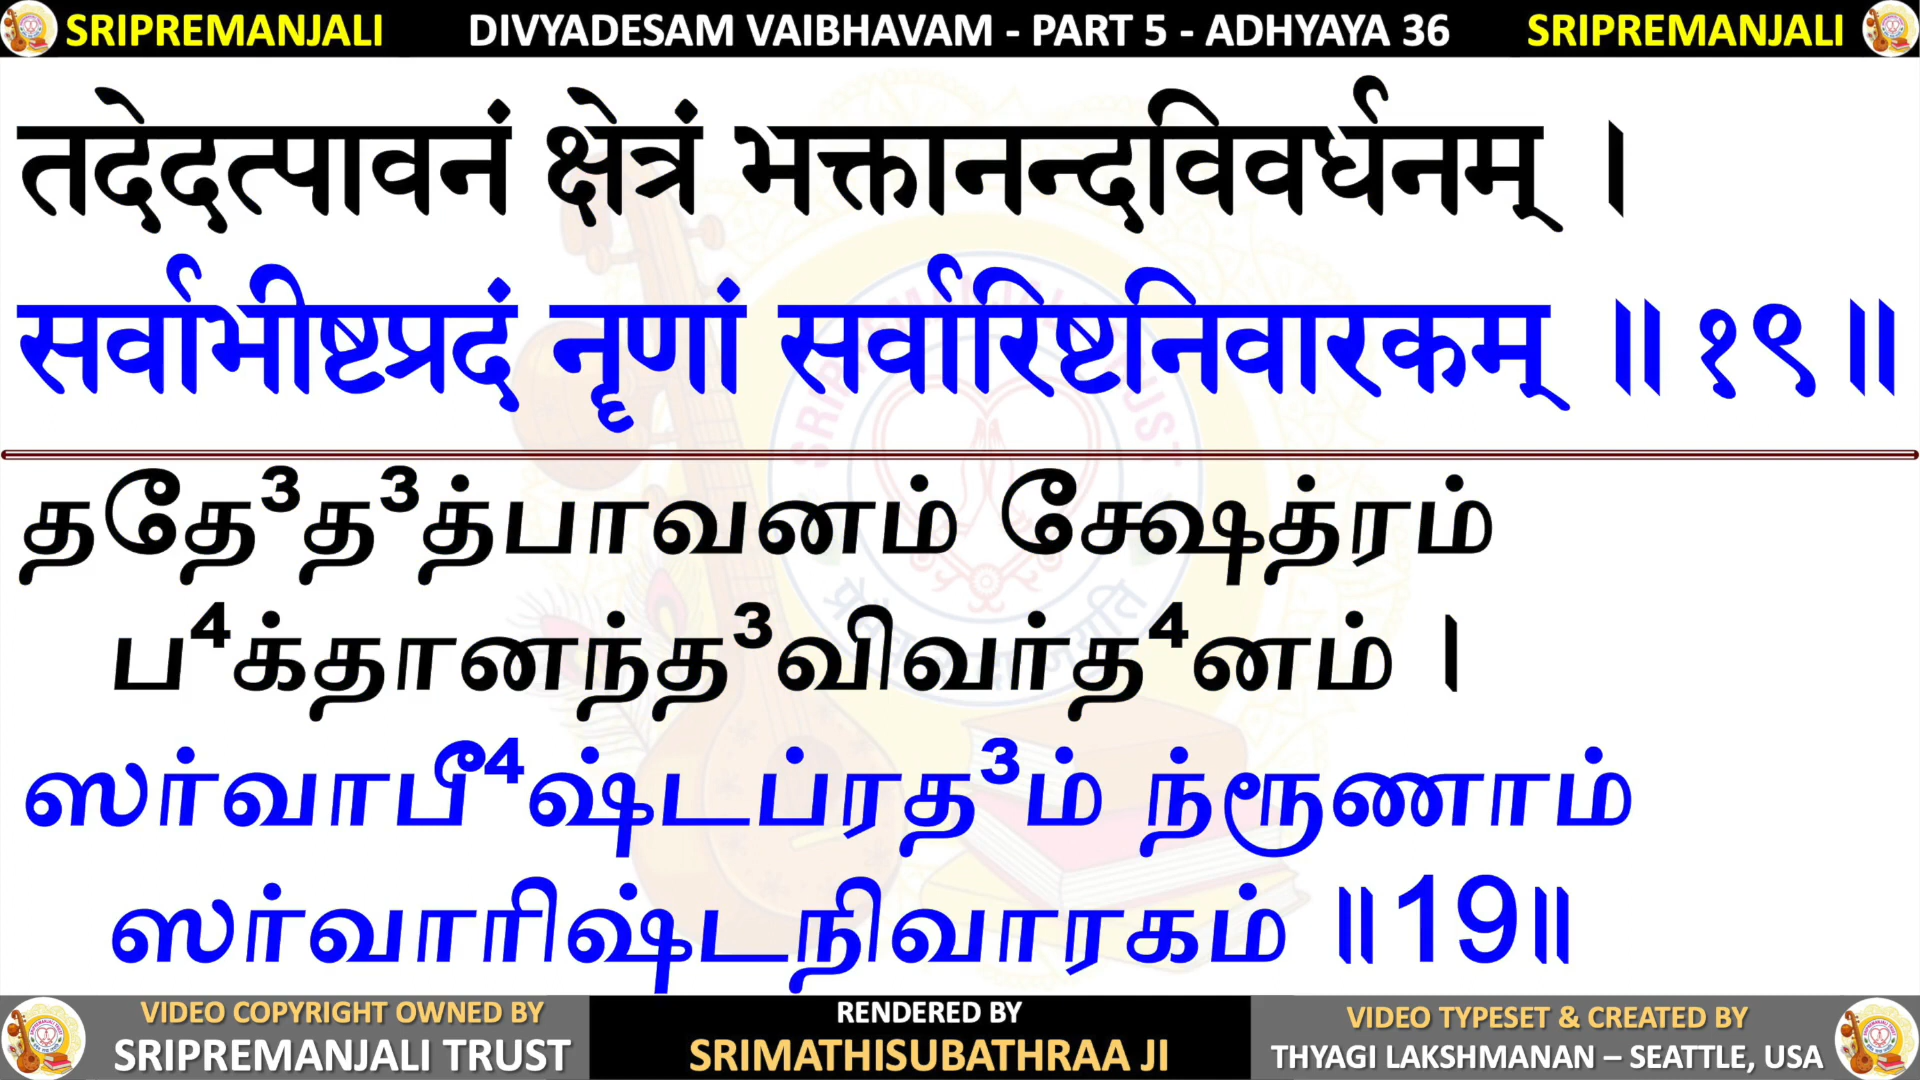 SRIPREMANJALI DIVYADESAM VAIBHAVAM - PART 5 - ADHYAYA 36 SRIPREMANJALI
तदेदत्पावनं क्षेत्रं भक्तानन्दविवर्धनम् ।
सर्वाभीष्टप्रदं नॄणां सर्वारिष्टनिवारकम् ॥ १९ ॥
ததே³த³த்பாவனம் க்ஷேத்ரம்
ப⁴க்தானந்த³விவர்த⁴னம் ।
ஸர்வாபீ⁴ஷ்டப்ரத³ம் ந்ரூணாம்
ஸர்வாரிஷ்டநிவாரகம் ॥19॥
VIDEO COPYRIGHT OWNED BY RENDERED BY VIDEO TYPESET & CREATED BY
SRIPREMANJALI TRUST SRIMATHISUBATHRAA JI THYAGI LAKSHMANAN – SEATTLE, USA